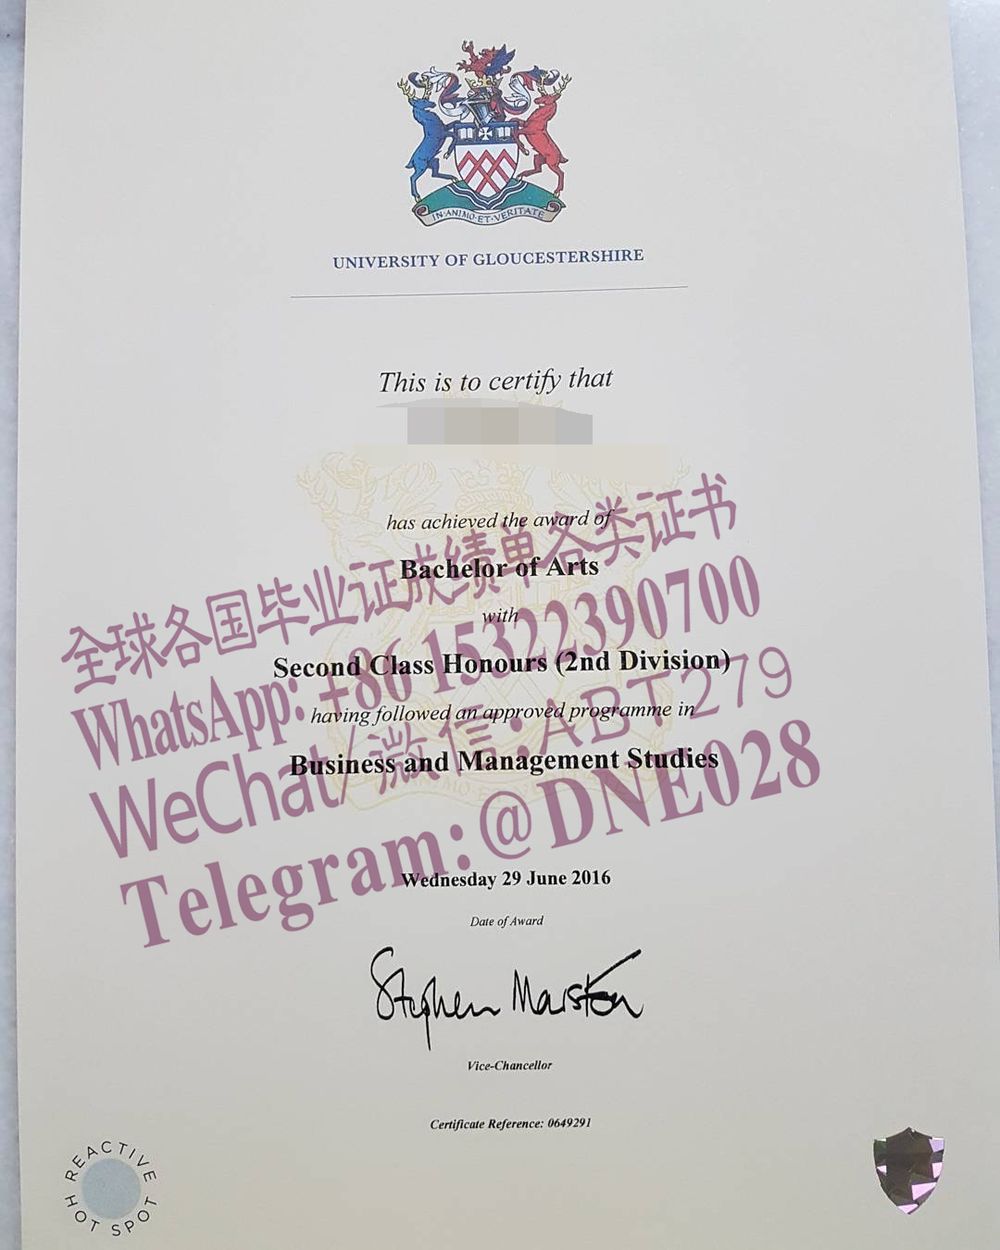 IN·ANIMO·ET·VERITATE
UNIVERSITY OF GLOUCESTERSHIRE
This is to certify that
has achieved the award of
全球各国毕业证成绩单各类证书
Bachelor of Arts
with
WhatsApp: +86 15322390700
Second Class Honours (2nd Division)
having followed an approved programme in
WeChat/微信:ABT279
Business and Management Studies
Telegram:@DNE028
Wednesday 29 June 2016
Date of Award
Stephen Marston
Vice-Chancellor
Certificate Reference: 0649291
REACTIVE
HOT SPOT